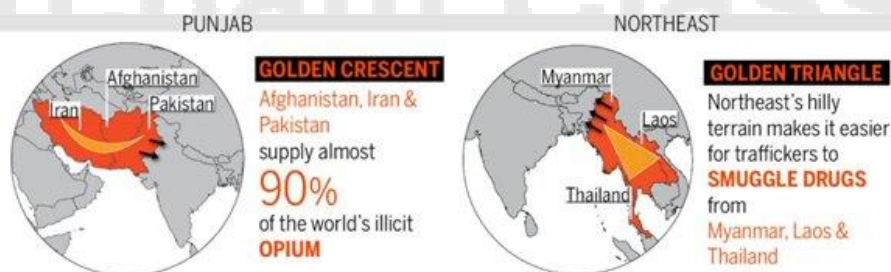 PUNJAB
Afghanistan
Iran
Pakistan
GOLDEN CRESCENT
Afghanistan, Iran &
Pakistan
supply almost
90%
of the world's illicit
OPIUM
NORTHEAST
Myanmar
Laos
Thailand
GOLDEN TRIANGLE
Northeast's hilly
terrain makes it easier
for traffickers to
SMUGGLE DRUGS
from
Myanmar, Laos &
Thailand